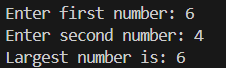 Enter first number: 6
Enter second number: 4
Largest number is: 6